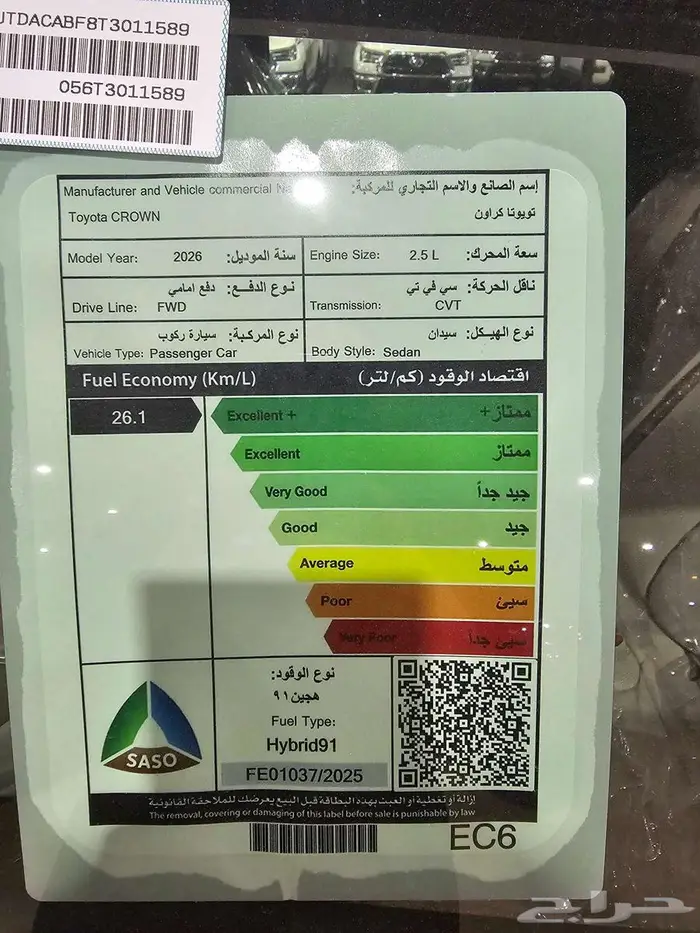 JTDACABF8T3011589
056T3011589
Manufacturer and Vehicle commercial إسم الصانع والاسم التجاري للمركبة:
Toyota CROWN تويوتا كراون
Model Year: 2026 سنة الموديل:
Engine Size: 2.5 L سعة المحرك:
نوع الدفع: دفع امامي
Drive Line: FWD
ناقل الحركة: سي في تي
Transmission: CVT
نوع المركبة: سيارة ركوب
Vehicle Type: Passenger Car
نوع الهيكل: سيدان
Body Style: Sedan
Fuel Economy (Km/L) اقتصاد الوقود (كم/لتر)
26.1
Excellent + ممتاز+
Excellent ممتاز
Very Good جيد جداً
Good جيد
Average متوسط
Poor سيئ
Very Poor سيئ جداً
SASO
نوع الوقود:
هجين٩١
Fuel Type:
Hybrid91
FE01037/2025
إزالة أو تغطية أو العبث بهذه البطاقة قبل البيع يعرضك للملاحقة القانونية
The removal, covering or damaging of this label before sale is punishable by law
EC6
حراج